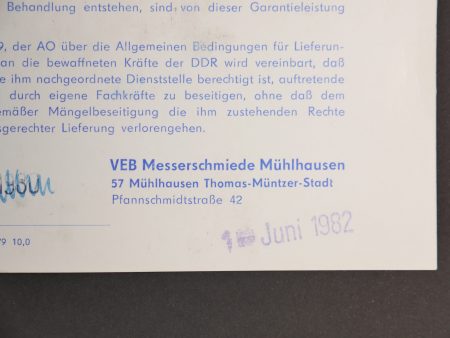 Behandlung entstehen, sind von dieser Garantieleistung
9, der AO über die Allgemeinen Bedingungen für Lieferun-
an die bewaffneten Kräfte der DDR wird vereinbart, daß
e ihm nachgeordnete Dienststelle berechtigt ist, auftretende
durch eigene Fachkräfte zu beseitigen, ohne daß dem
emäßer Mängelbeseitigung die ihm zustehenden Rechte
sgerechter Lieferung verlorengehen.
VEB Messerschmiede Mühlhausen
57 Mühlhausen Thomas-Müntzer-Stadt
Pfannschmidtstraße 42
79 10,0
Juni 1982